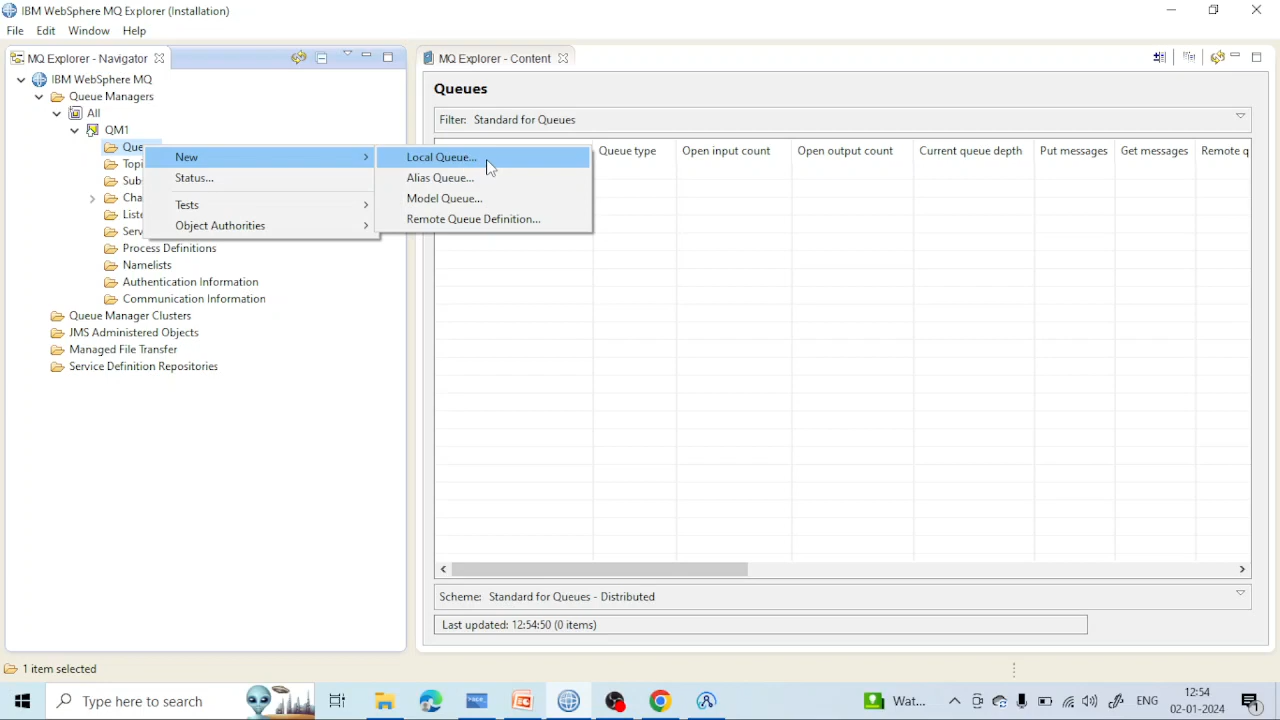 IBM WebSphere MQ Explorer (Installation)
File Edit Window Help
MQ Explorer - Navigator
IBM WebSphere MQ
Queue Managers
All
QM1
Que
Topi
Sub
Cha
Liste
Serv
Process Definitions
Namelists
Authentication Information
Communication Information
Queue Manager Clusters
JMS Administered Objects
Managed File Transfer
Service Definition Repositories
New
Status...
Tests
Object Authorities
Local Queue...
Alias Queue...
Model Queue...
Remote Queue Definition...
MQ Explorer - Content
Queues
Filter: Standard for Queues
Queue type Open input count Open output count Current queue depth Put messages Get messages Remote q
Scheme: Standard for Queues - Distributed
Last updated: 12:54:50 (0 items)
1 item selected
Type here to search
Wat...
ENG
12:54
02-01-2024